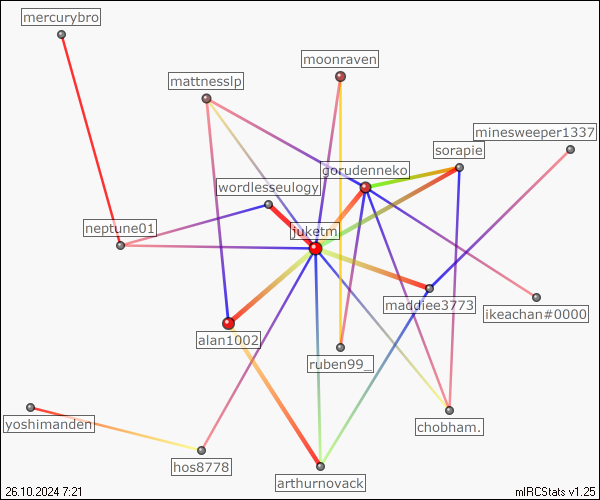 mercurybro
moonraven
mattnesslp
minesweeper1337
sorapie
gorudenneko
wordlesseulogy
neptune01
juketm
maddiee3773
ikeachan#0000
alan1002
ruben99_
yoshimanden
chobham.
hos8778
arthurnovack
26.10.2024 7:21
mIRCStats v1.25